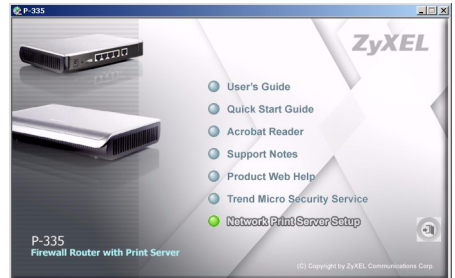 P-335
ZyXEL
User's Guide
Quick Start Guide
Acrobat Reader
Support Notes
Product Web Help
Trend Micro Security Service
Network Print Server Setup
P-335
Firewall Router with Print Server
(C) Copyright by ZyXEL Communications Corp.